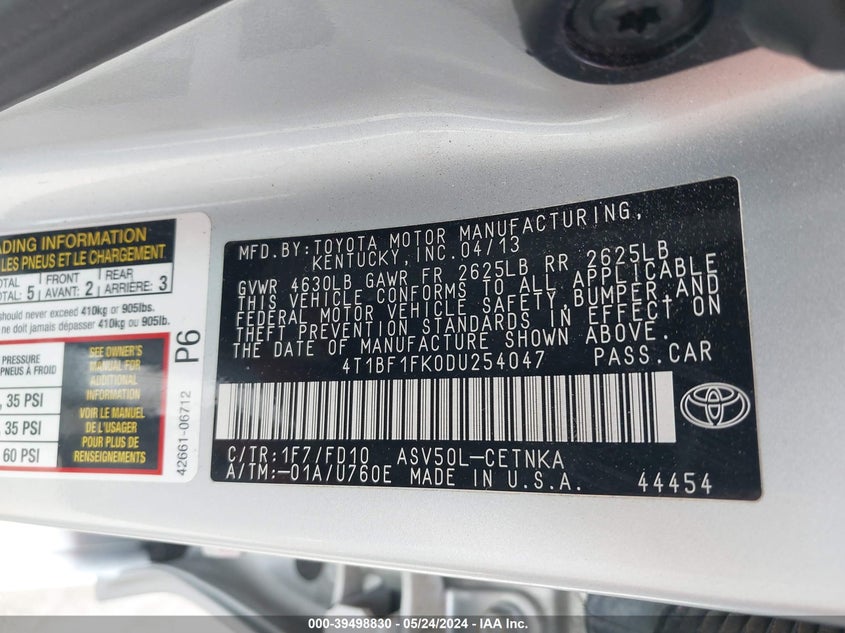 ADING INFORMATION
LES PNEUS ET LE CHARGEMENT
TOTAL FRONT REAR
TAL: 5 AVANT: 2 ARRIÈRE: 3
should never exceed 410kg or 905lbs.
ne doit jamais dépasser 410kg ou 905lb.
PRESSURE
PNEUS À FROID
, 35 PSI
35 PSI
60 PSI
SEE OWNER'S
MANUAL FOR
ADDITIONAL
INFORMATION
VOIR LE MANUEL
DE L'USAGER
POUR PLUS DE
RENSEIGNEMENTS
P6
42661-06712
MFD.BY:TOYOTA MOTOR MANUFACTURING,
KENTUCKY, INC.04/13
GVWR 4630LB GAWR FR 2625LB RR 2625LB
THIS VEHICLE CONFORMS TO ALL APPLICABLE
FEDERAL MOTOR VEHICLE SAFETY,BUMPER,AND
THEFT PREVENTION STANDARDS IN EFFECT ON
THE DATE OF MANUFACTURE SHOWN ABOVE.
4T1BF1FK0DU254047 PASS.CAR
C/TR:1F7/FD10 ASV50L-CETNKA
A/TM:-01A/U760E MADE IN U.S.A.
44454
000-39498830 - 05/24/2024 - IAA Inc.